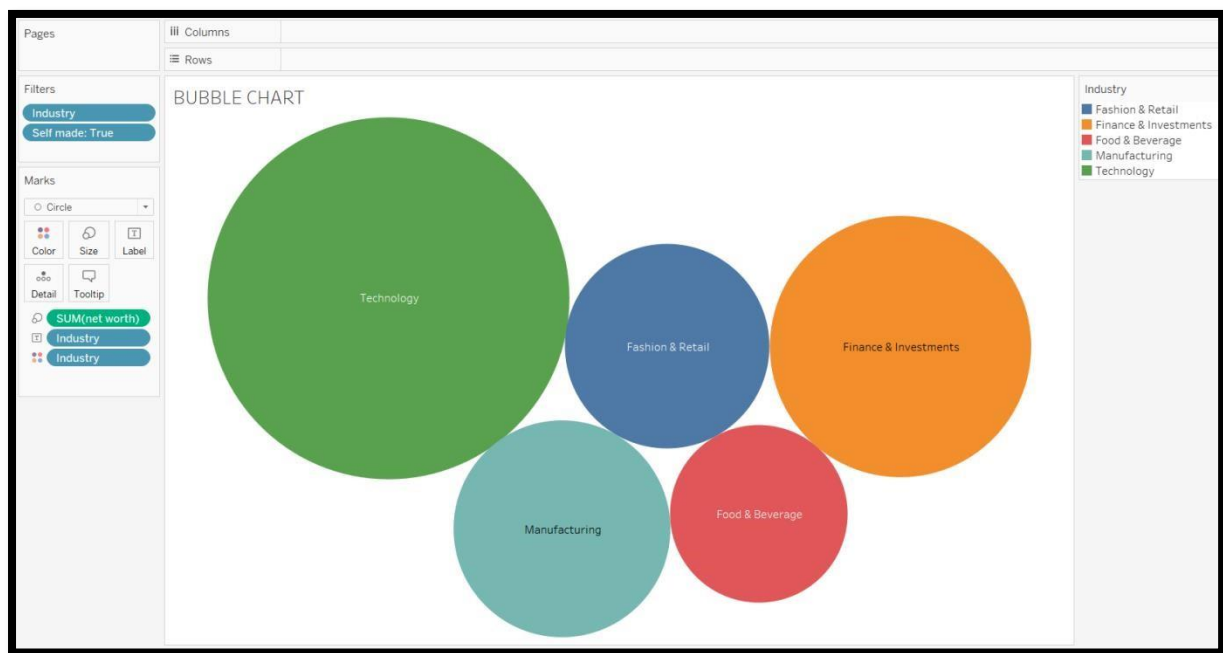 Pages
Columns
Rows
Filters
Industry
Self made: True
Marks
Circle
Color Size Label
Detail Tooltip
SUM(net worth)
Industry
Industry
BUBBLE CHART
Technology
Fashion & Retail
Finance & Investments
Manufacturing
Food & Beverage
Industry
Fashion & Retail
Finance & Investments
Food & Beverage
Manufacturing
Technology